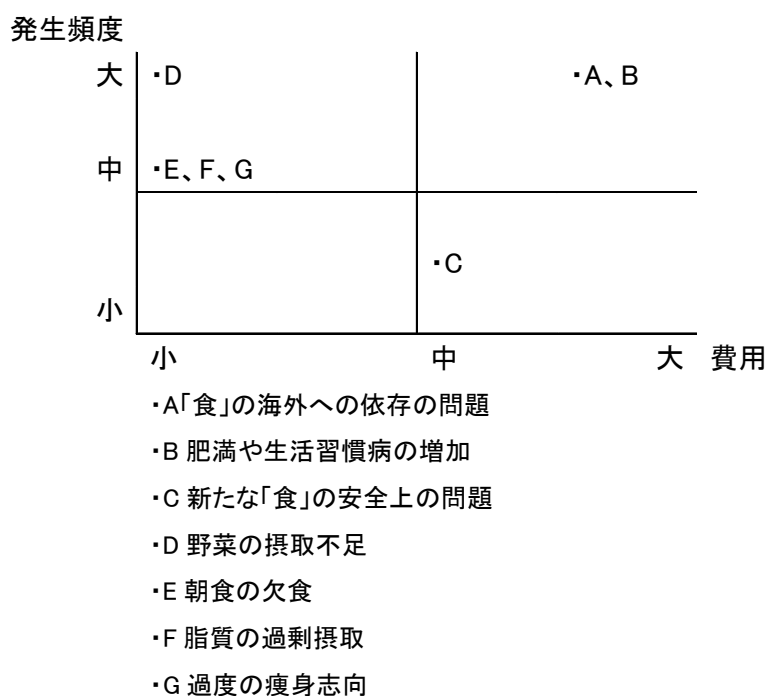 発生頻度
大 ・D ・A、B
中 ・E、F、G
・C
小
小 中 大 費用
・A「食」の海外への依存の問題
・B 肥満や生活習慣病の増加
・C 新たな「食」の安全上の問題
・D 野菜の摂取不足
・E 朝食の欠食
・F 脂質の過剰摂取
・G 過度の痩身志向